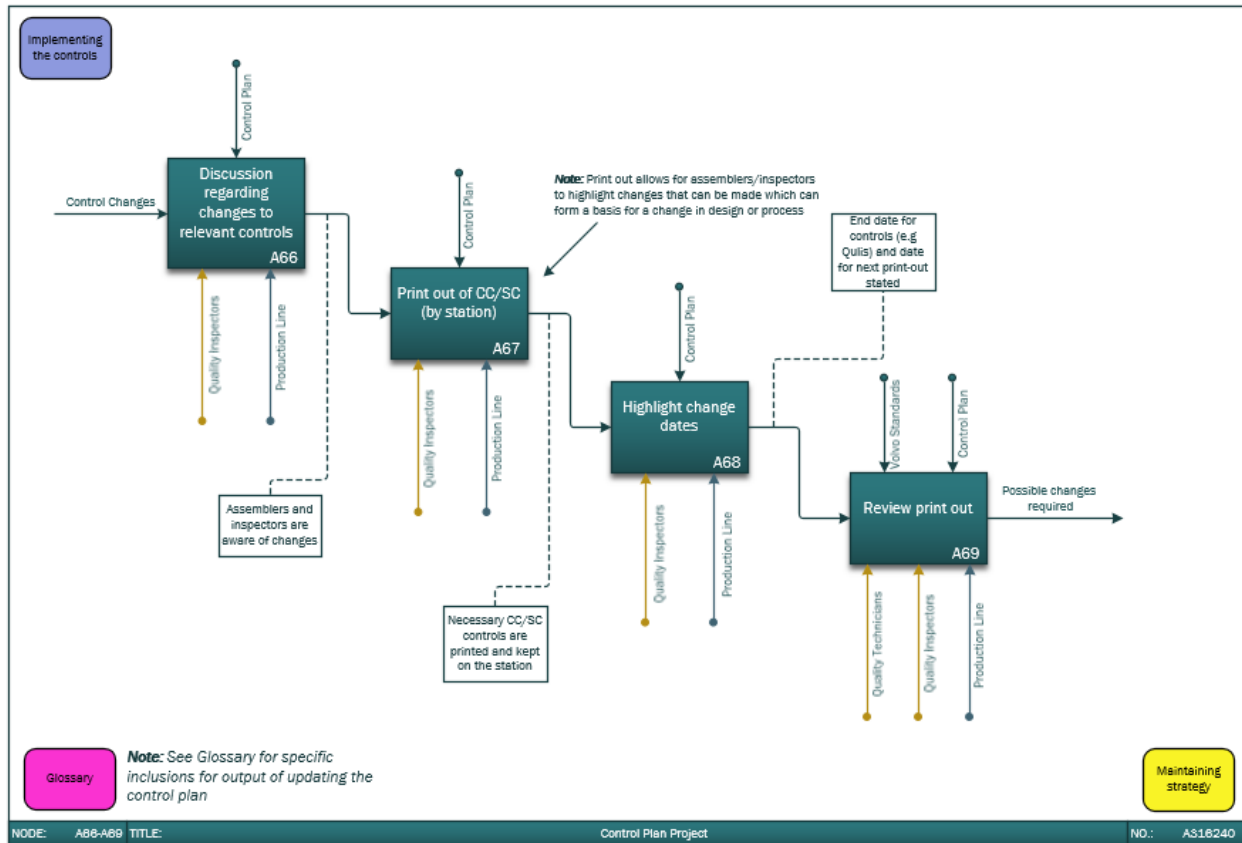 Implementing
the controls
Control Plan
Discussion
regarding
changes to
relevant controls
A66
Control Changes
Quality Inspectors
Production Line
Assemblers and
inspectors are
aware of changes
Control Plan
Print out of CC/SC
(by station)
A67
Quality Inspectors
Production Line
Necessary CC/SC
controls are
printed and kept
on the station
Note: Print out allows for assemblers/inspectors
to highlight changes that can be made which can
form a basis for a change in design or process
Control Plan
Highlight change
dates
A68
Quality Inspectors
Production Line
End date for
controls (e.g
Qulis) and date
for next print-out
stated
Volvo Standards
Control Plan
Review print out
A69
Possible changes
required
Quality Technicians
Quality Inspectors
Production Line
Glossary
Note: See Glossary for specific
inclusions for output of updating the
control plan
Maintaining
strategy
NODE: A66-A69 TITLE: Control Plan Project NO.: AS16240